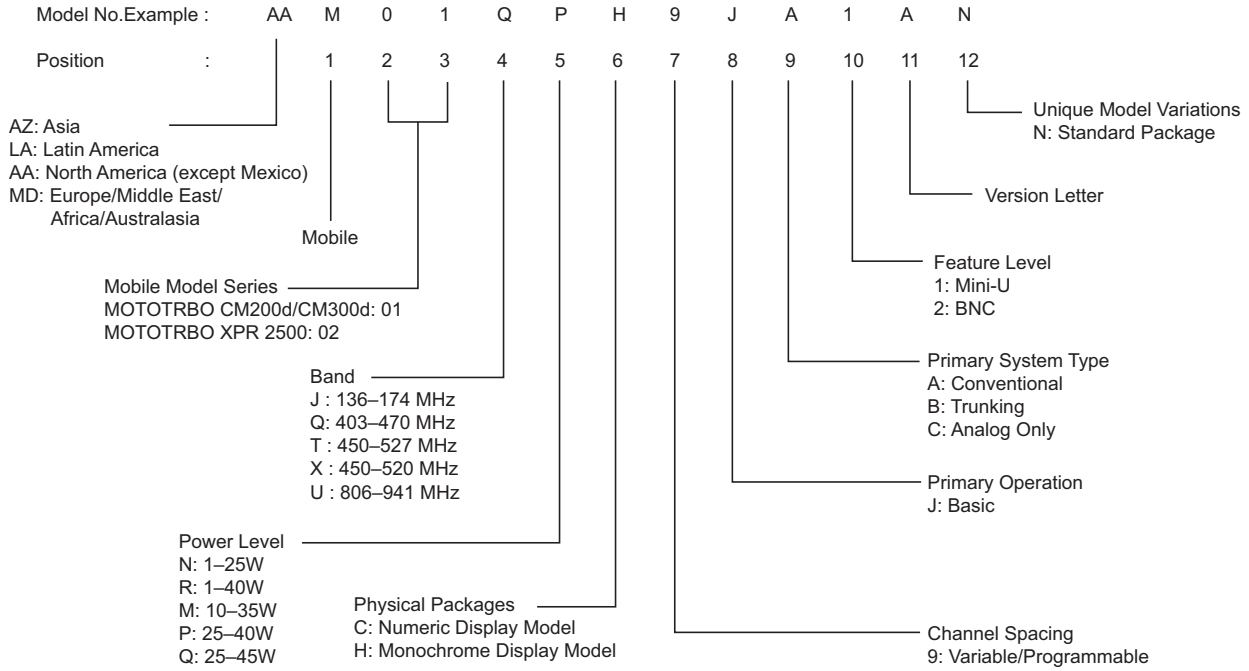 Model No.Example : AA M 0 1 Q P H 9 J A 1 A N
Position : 1 2 3 4 5 6 7 8 9 10 11 12
AZ: Asia
LA: Latin America
AA: North America (except Mexico)
MD: Europe/Middle East/
Africa/Australasia
Mobile
Mobile Model Series
MOTOTRBO CM200d/CM300d: 01
MOTOTRBO XPR 2500: 02
Band
J : 136–174 MHz
Q: 403–470 MHz
T : 450–527 MHz
X : 450–520 MHz
U : 806–941 MHz
Power Level
N: 1–25W
R: 1–40W
M: 10–35W
P: 25–40W
Q: 25–45W
Physical Packages
C: Numeric Display Model
H: Monochrome Display Model
Unique Model Variations
N: Standard Package
Version Letter
Feature Level
1: Mini-U
2: BNC
Primary System Type
A: Conventional
B: Trunking
C: Analog Only
Primary Operation
J: Basic
Channel Spacing
9: Variable/Programmable